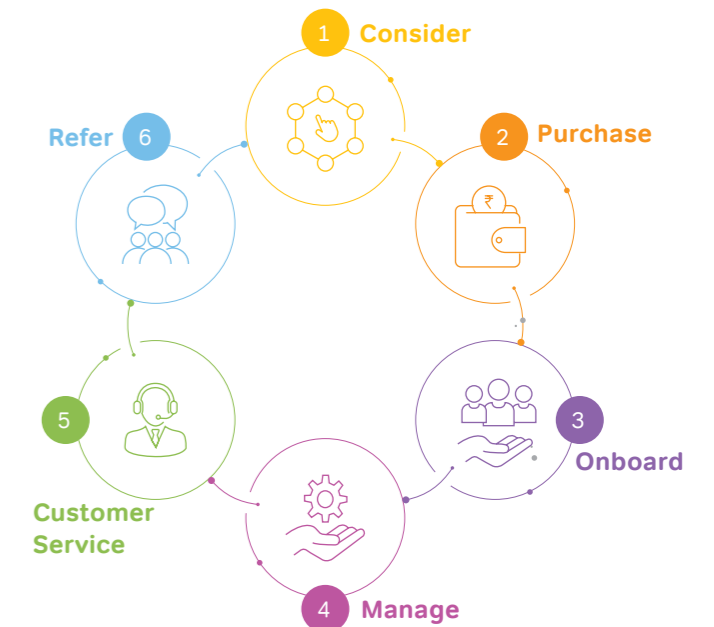 1
Consider
2
Purchase
₹
3
Onboard
4
Manage
5
Customer
Service
6
Refer